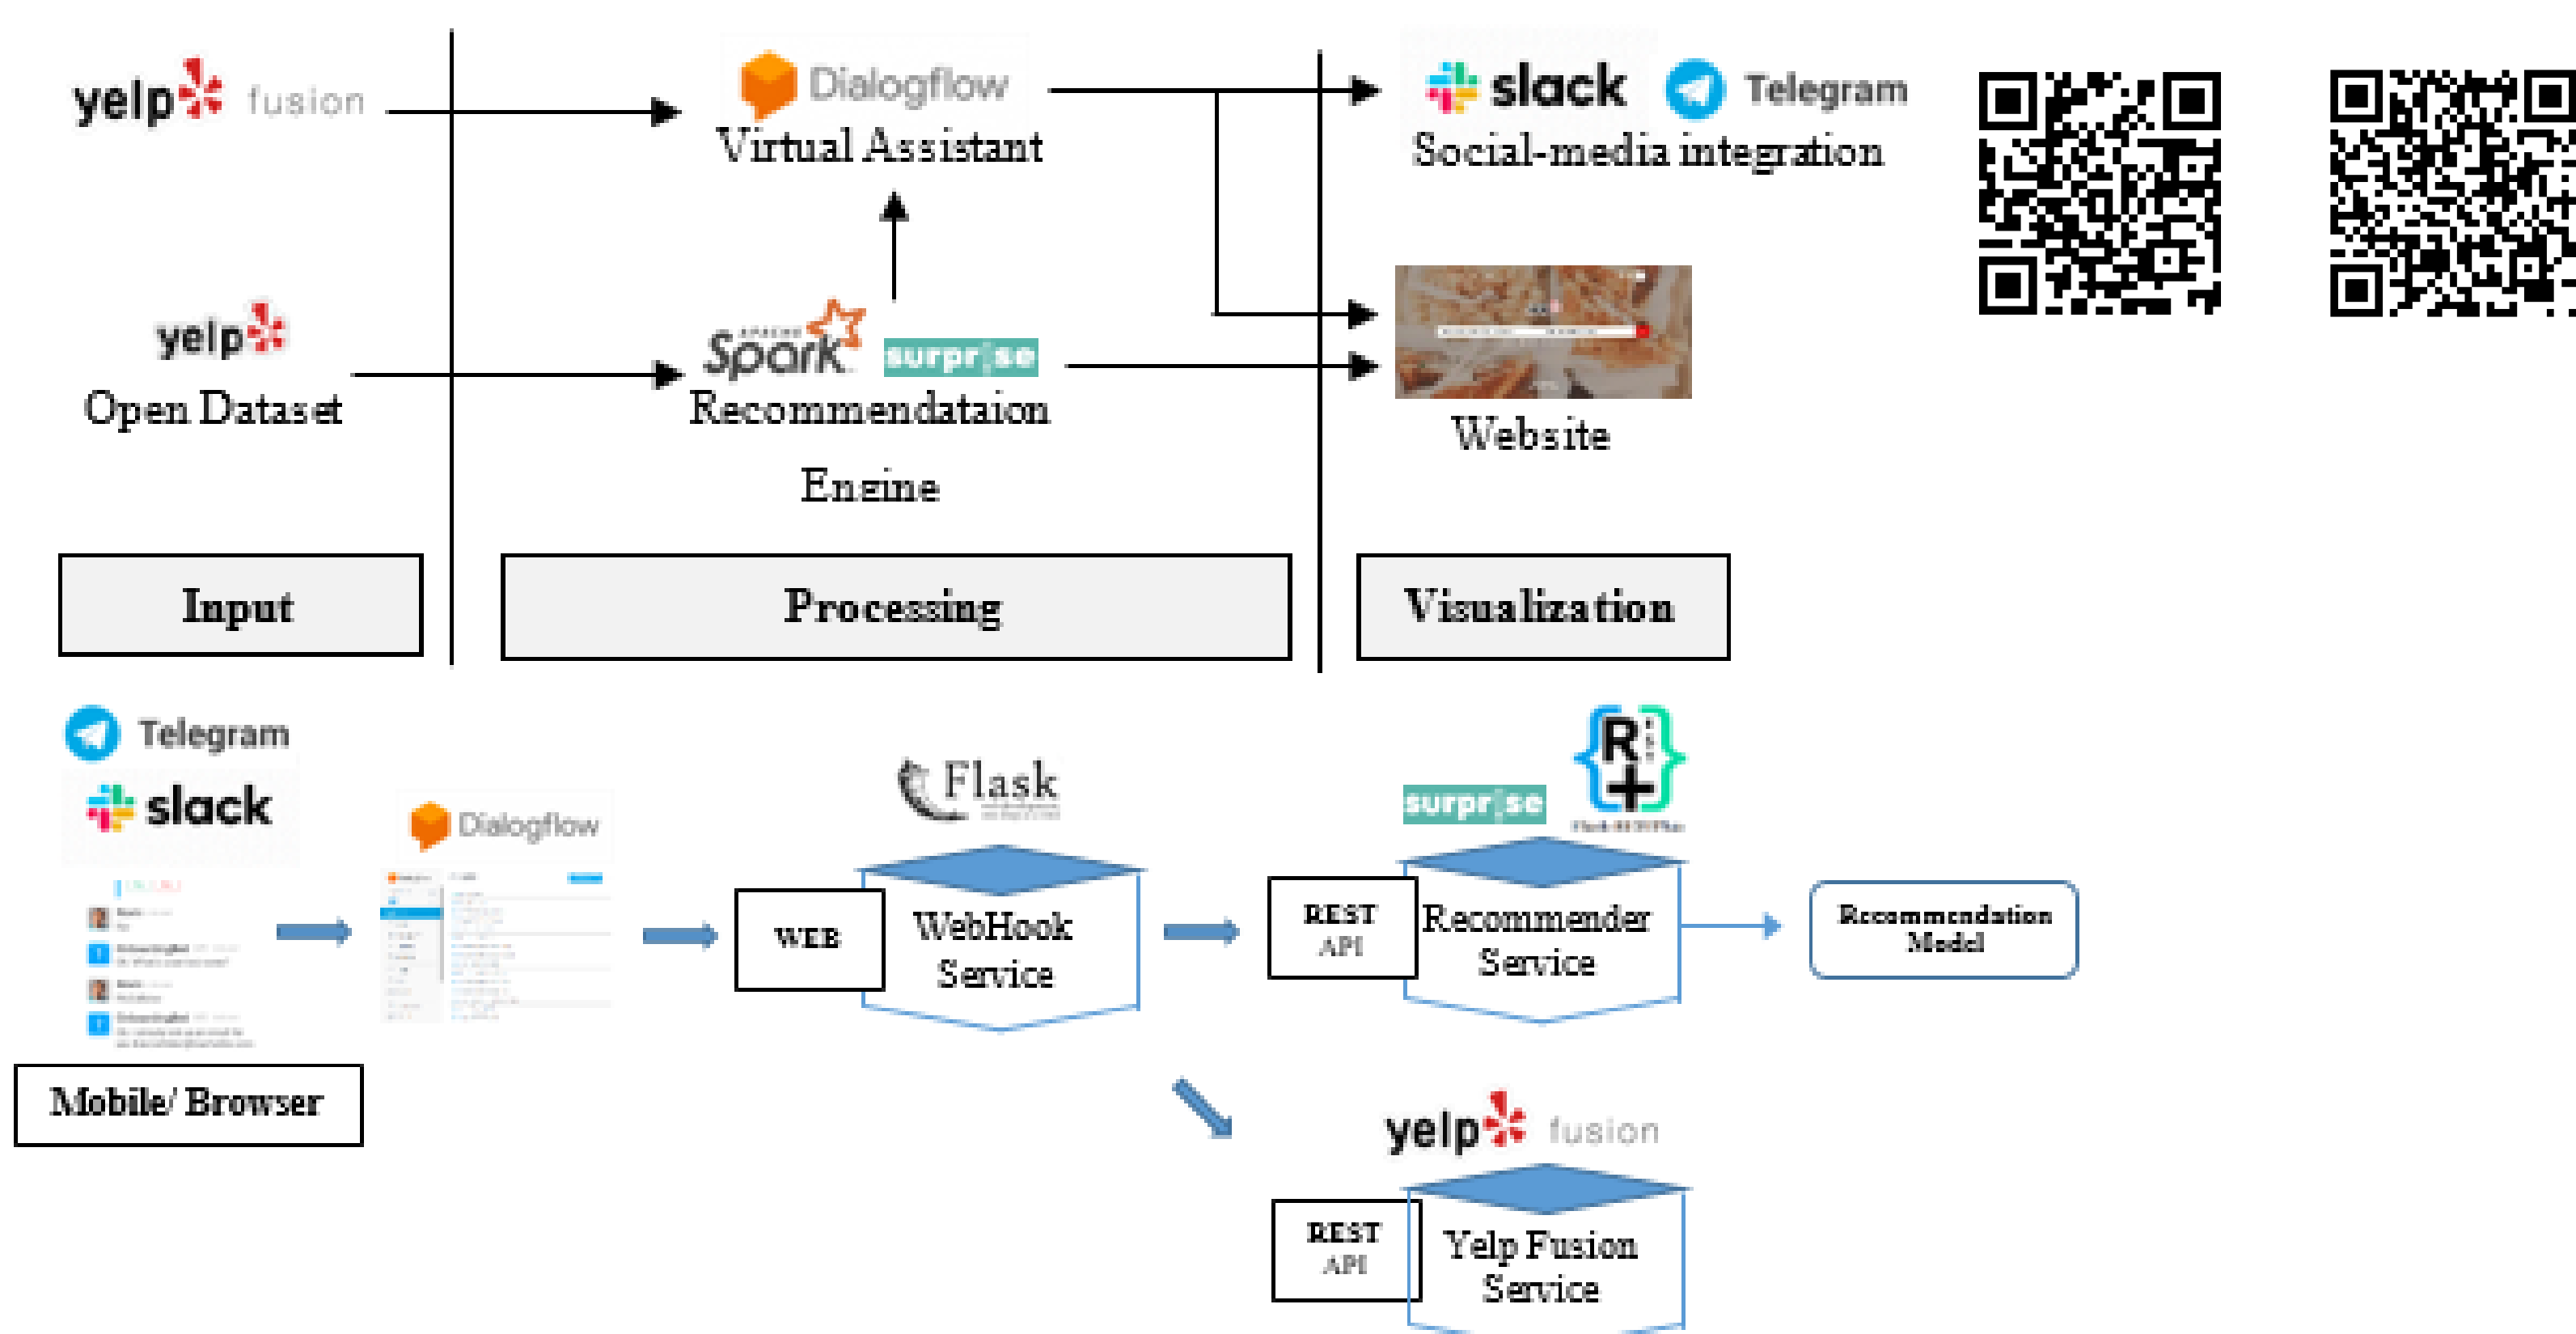 yelp fusion
Dialogflow
Virtual Assistant
slack Telegram
Social-media integration
yelp
Open Dataset
APACHE
Spark surprise
Recommendataion
Engine
Website
Input
Processing
Visualization
Telegram
slack
Dialogflow
Mobile/ Browser
Flask
WEB
WebHook
Service
surprise
R
+
REST
API
Recommender
Service
Recommendation
Model
yelp fusion
REST
API
Yelp Fusion
Service